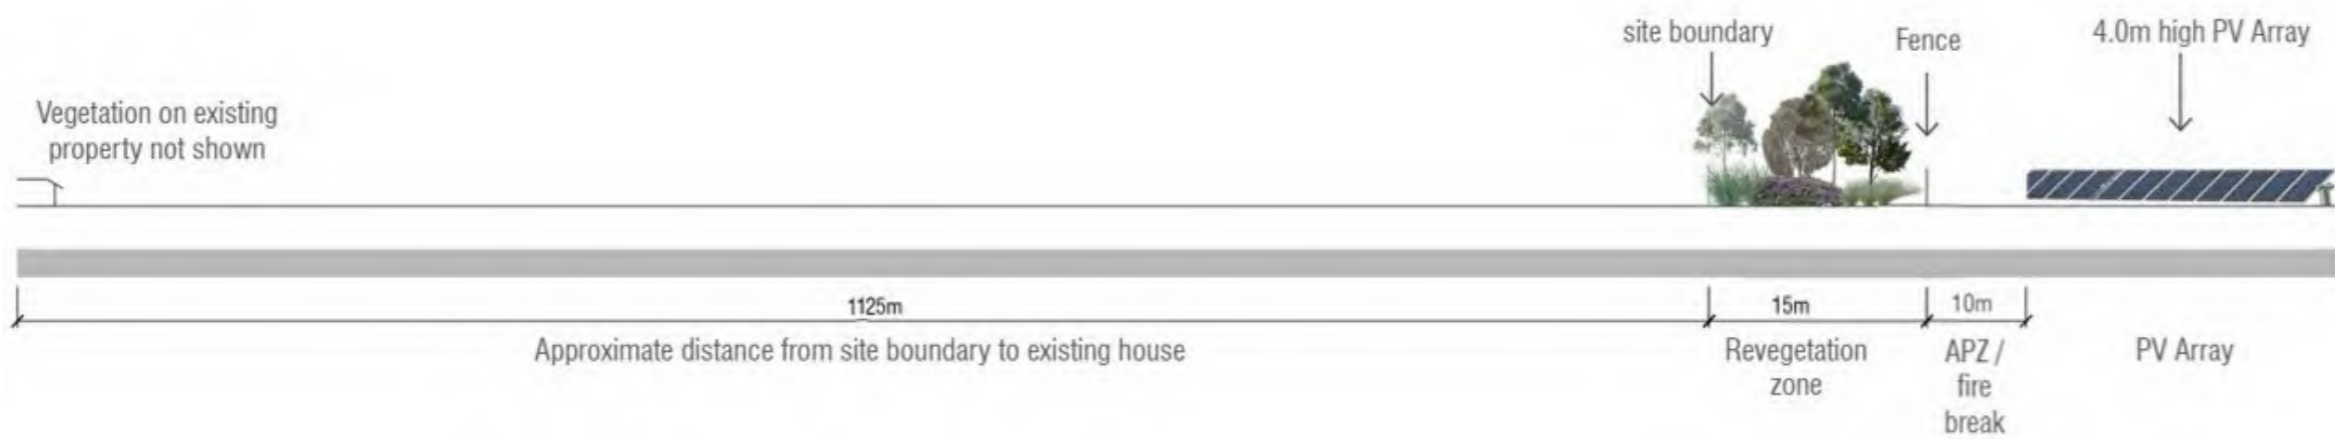 site boundary
Fence
4.0m high PV Array
Vegetation on existing
property not shown
1125m
15m
10m
Approximate distance from site boundary to existing house
Revegetation
zone
APZ /
fire
break
PV Array